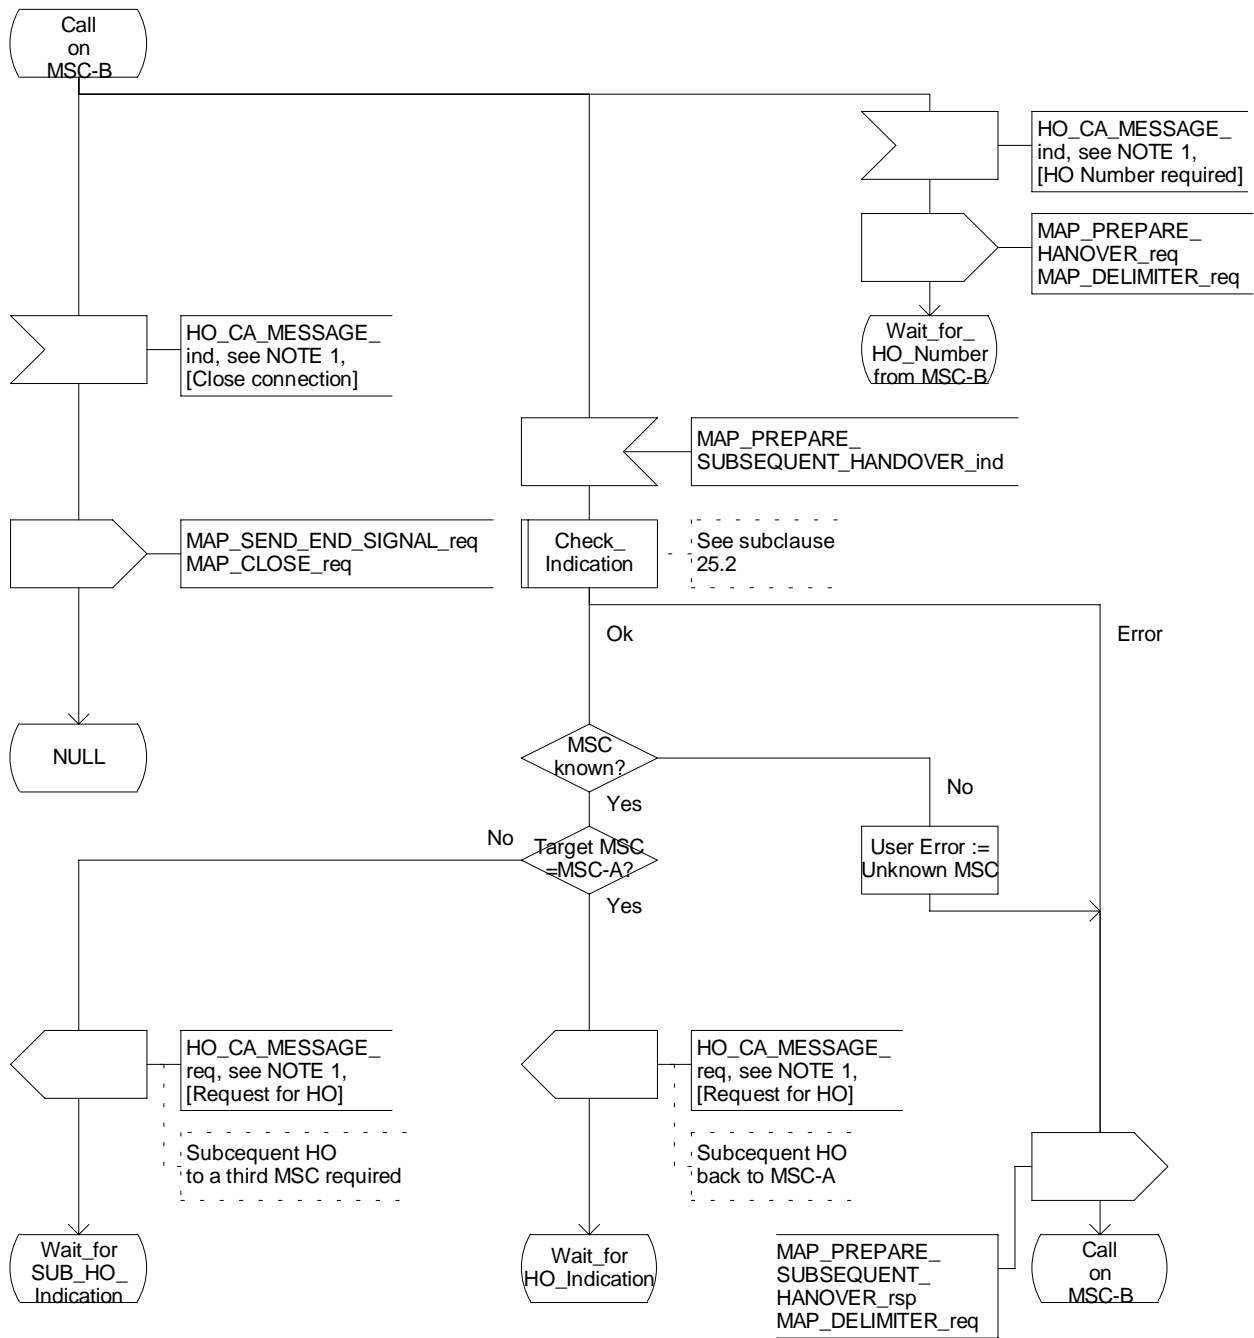 Call
on
MSC-B
HO_CA_MESSAGE_
ind, see NOTE 1,
[HO Number required]
MAP_PREPARE_
HANOVER_req
MAP_DELIMITER_req
HO_CA_MESSAGE_
ind, see NOTE 1,
[Close connection]
Wait_for_
HO_Number
from MSC-B
MAP_PREPARE_
SUBSEQUENT_HANDOVER_ind
MAP_SEND_END_SIGNAL_req
MAP_CLOSE_req
Check_
Indication
See subclause
25.2
Ok
Error
NULL
MSC
known?
No
Yes
No
Target MSC
=MSC-A?
User Error :=
Unknown MSC
Yes
HO_CA_MESSAGE_
req, see NOTE 1,
[Request for HO]
HO_CA_MESSAGE_
req, see NOTE 1,
[Request for HO]
Subcequent HO
to a third MSC required
Subcequent HO
back to MSC-A
Wait_for
SUB_HO_
Indication
Wait_for
HO_Indication
MAP_PREPARE_
SUBSEQUENT_
HANOVER_rsp
MAP_DELIMITER_req
Call
on
MSC-B